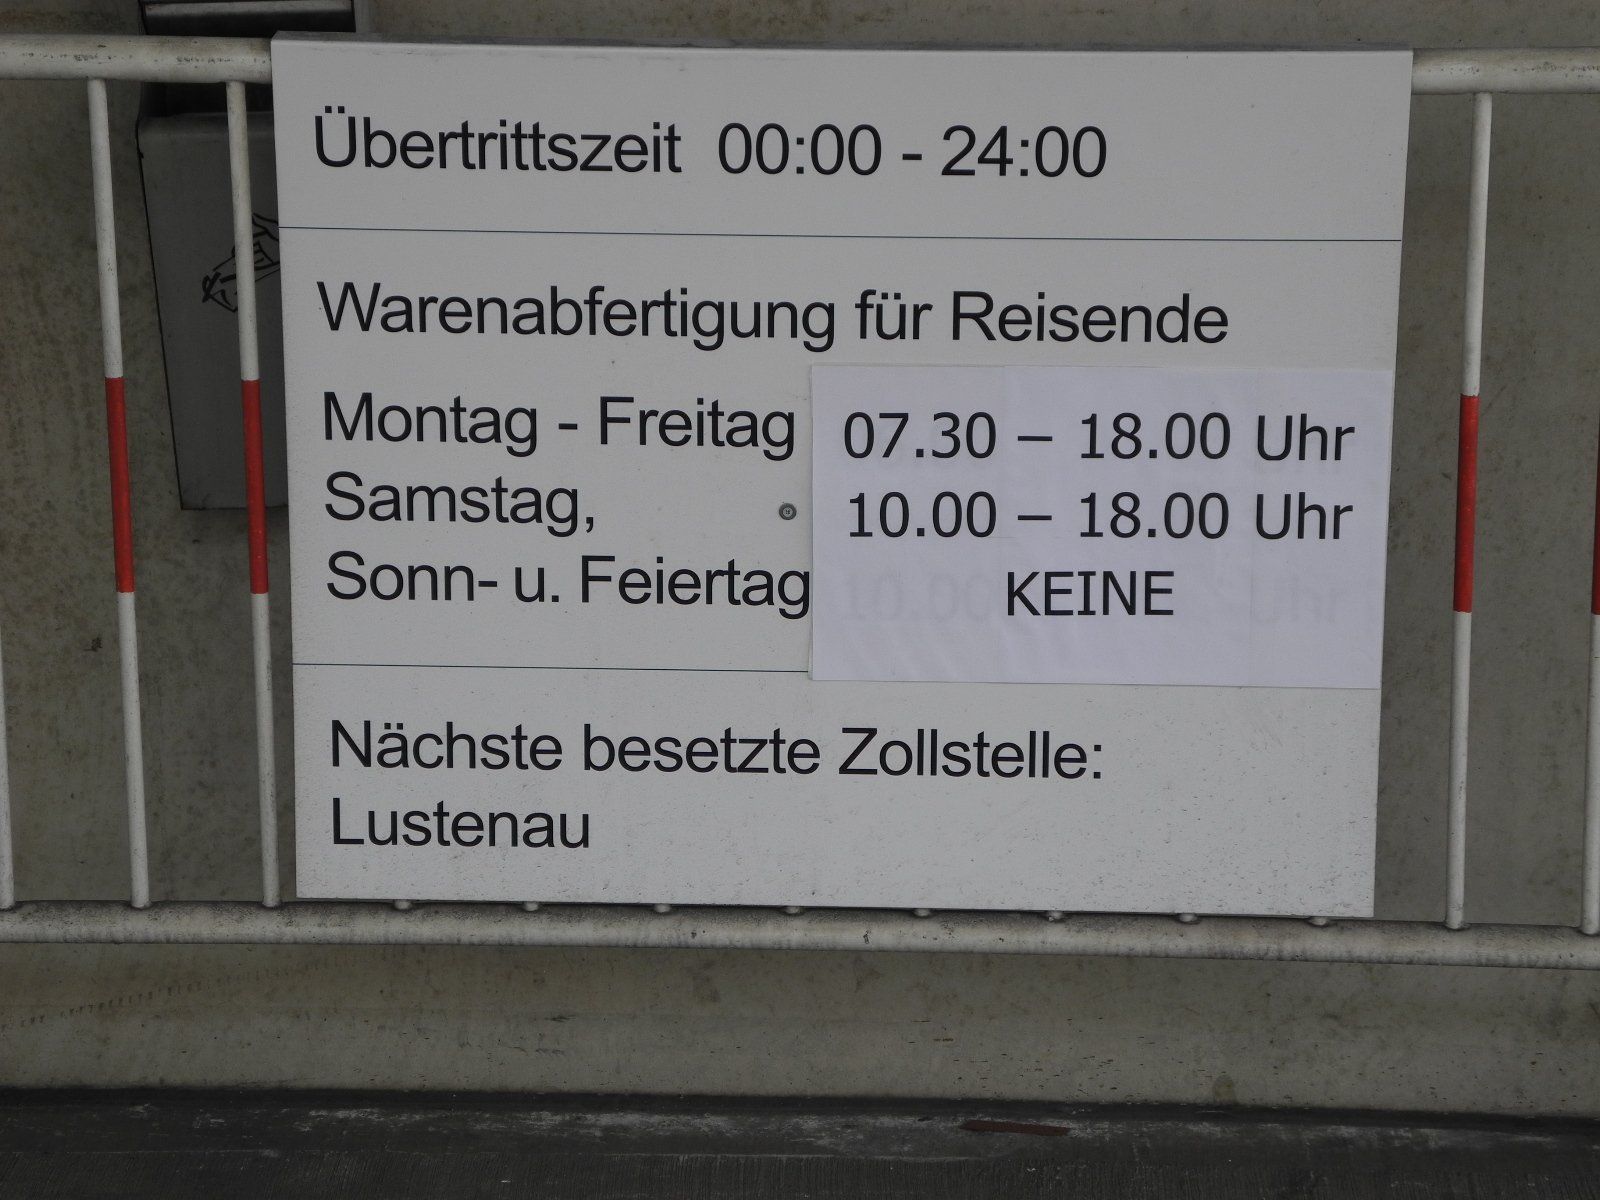 Übertrittszeit 00:00 - 24:00
Warenabfertigung für Reisende
Montag - Freitag 07.30 – 18.00 Uhr
Samstag, 10.00 – 18.00 Uhr
Sonn- u. Feiertag KEINE
Nächste besetzte Zollstelle:
Lustenau